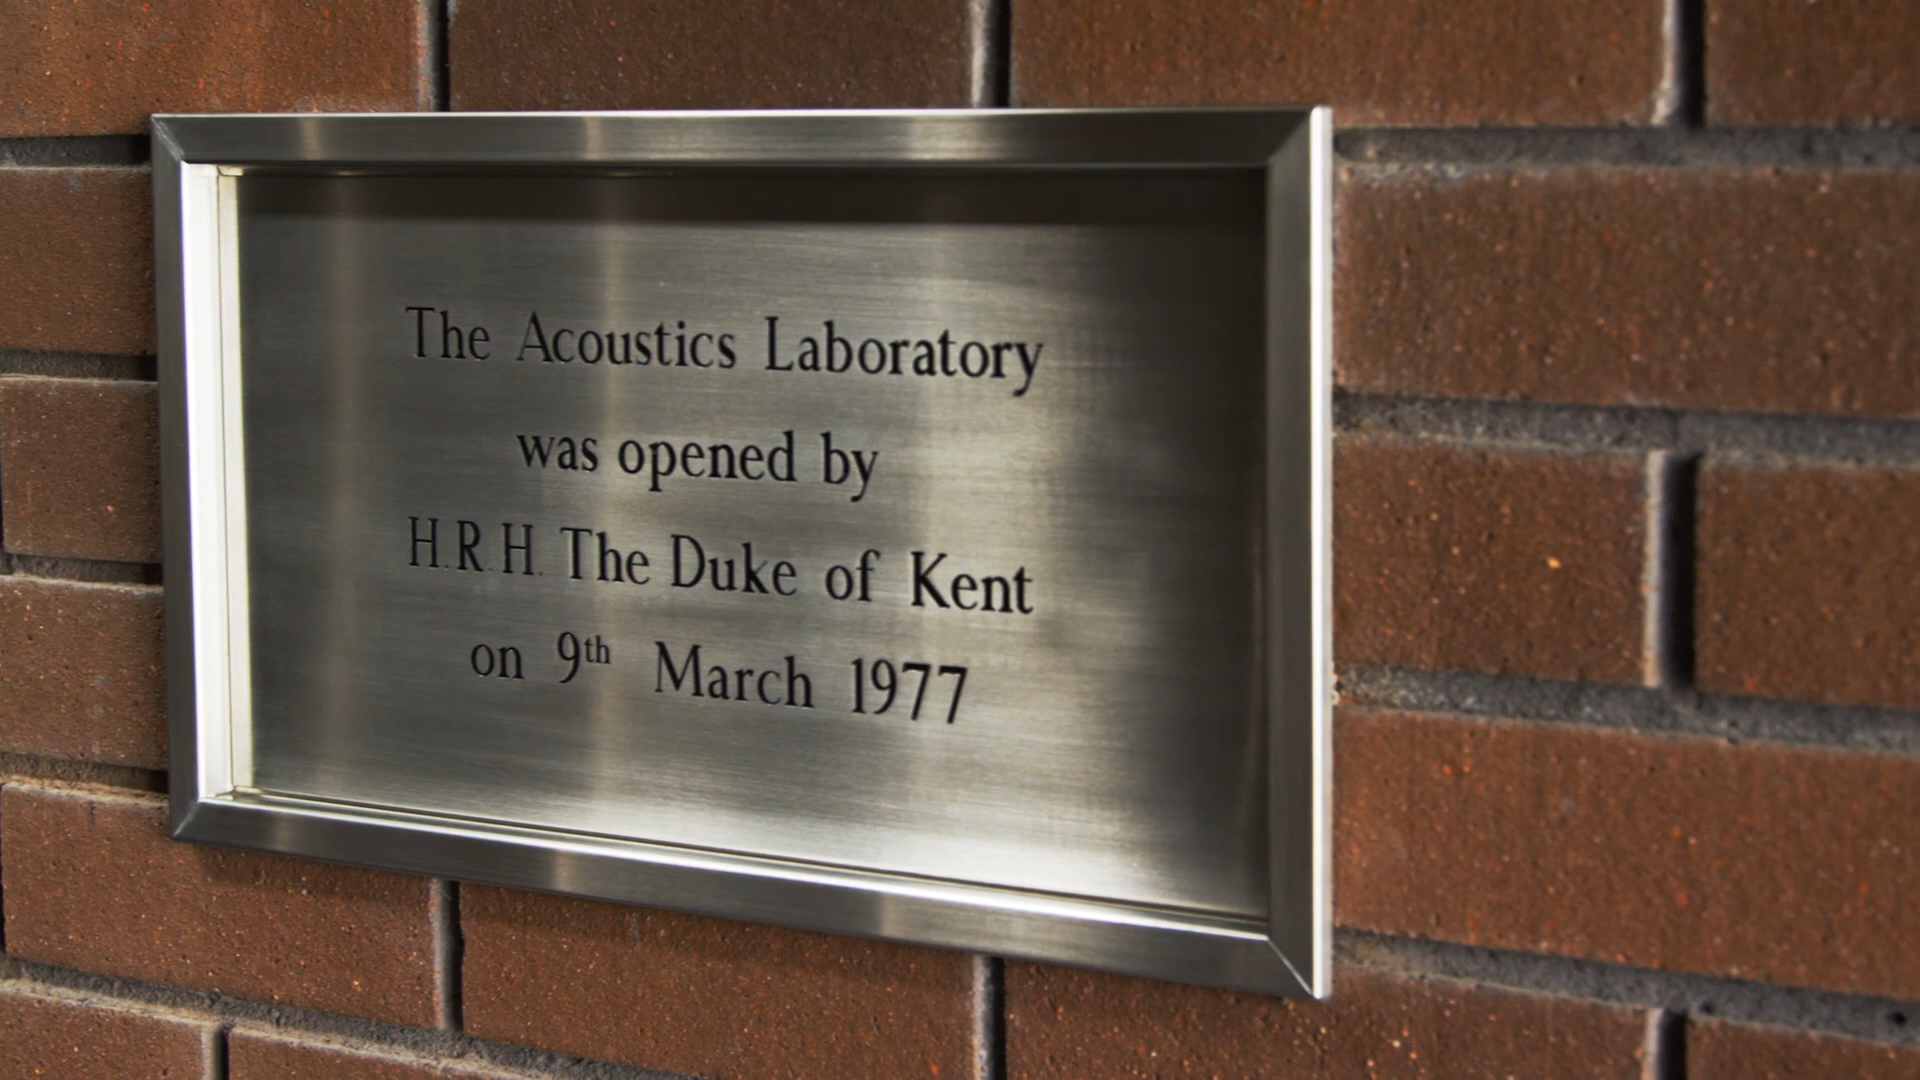 The Acoustics Laboratory
was opened by
H.R.H. The Duke of Kent
on 9th March 1977